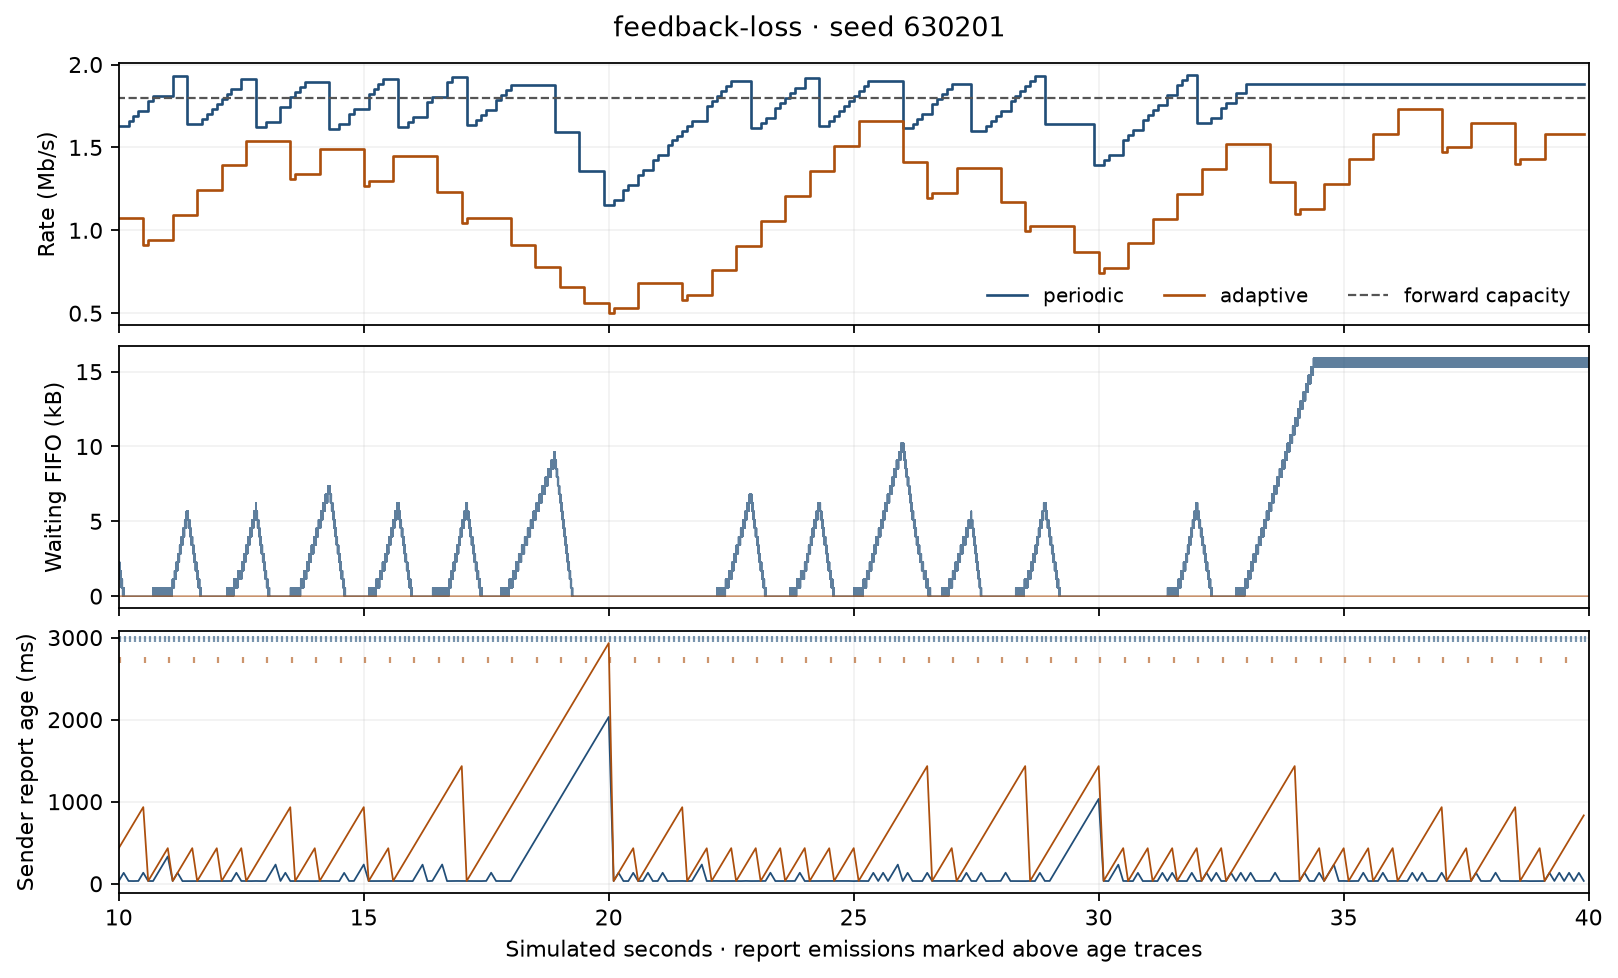 feedback-loss · seed 630201
2.0
1.5
1.0
0.5
Rate (Mb/s)
periodic
adaptive
forward capacity
15
10
5
0
Waiting FIFO (kB)
3000
2000
1000
0
Sender report age (ms)
10
15
20
25
30
35
40
Simulated seconds · report emissions marked above age traces